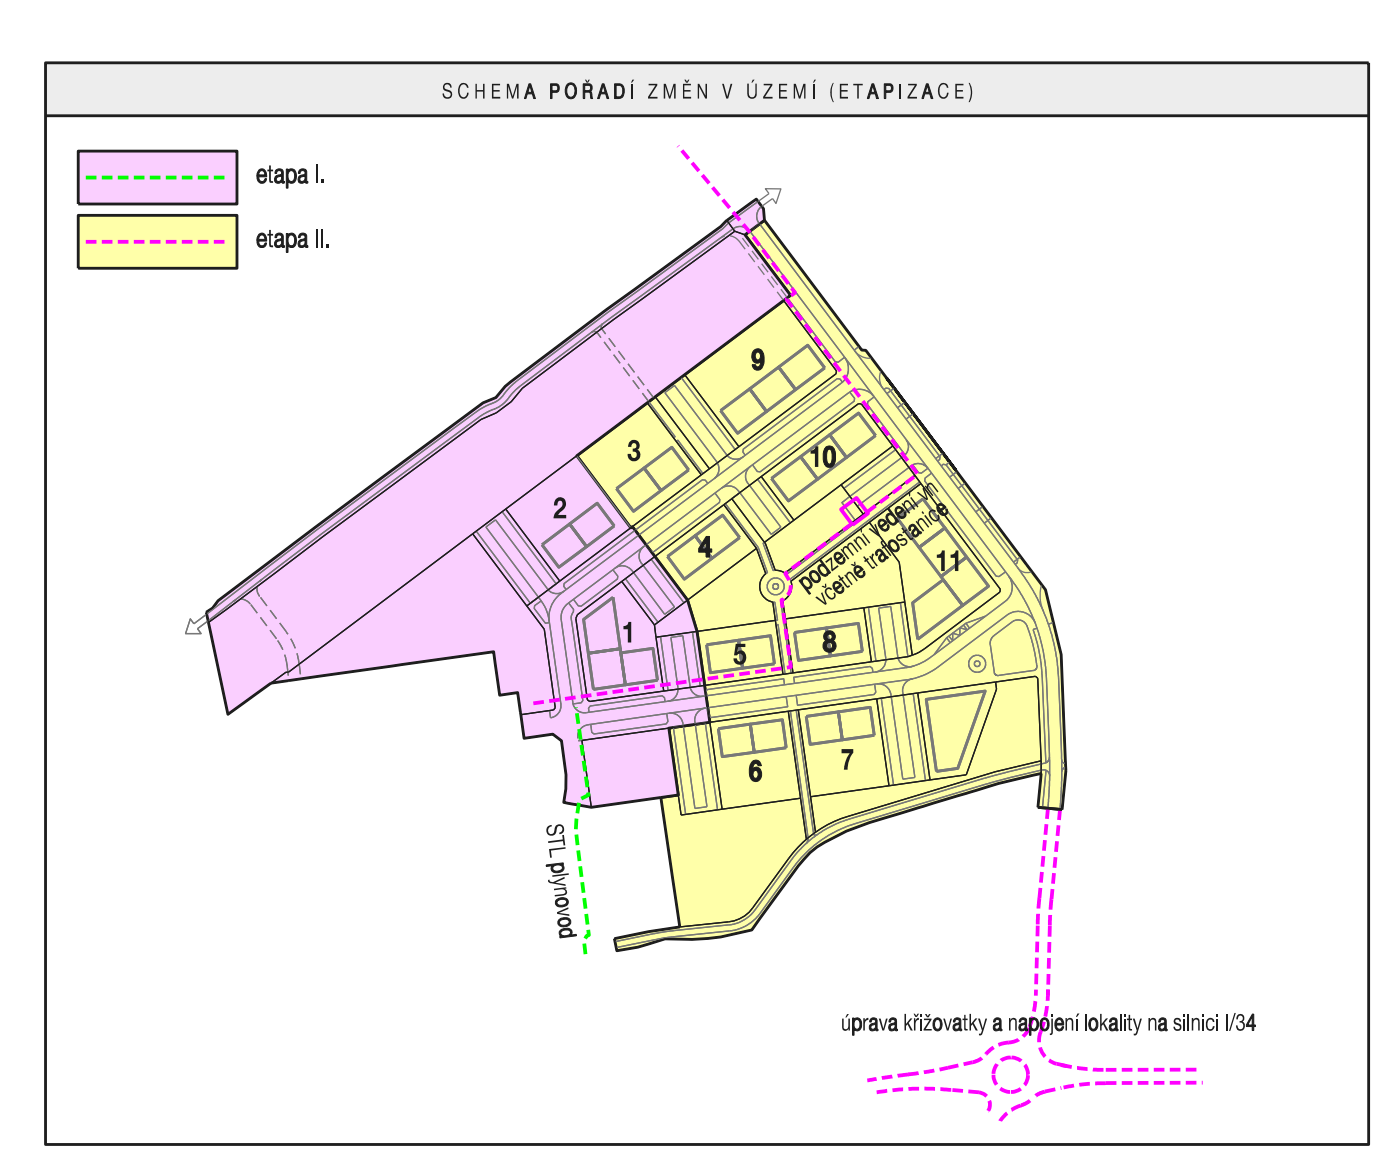 SCHEMA POŘADÍ ZMĚN V ÚZEMÍ (ETAPIZACE)
etapa I.
etapa II.
9
3
10
2
4
podzemní vedení vn
včetně trafostanice
11
1
5
8
6
7
STL plynovod
úprava křižovatky a napojení lokality na silnici I/34